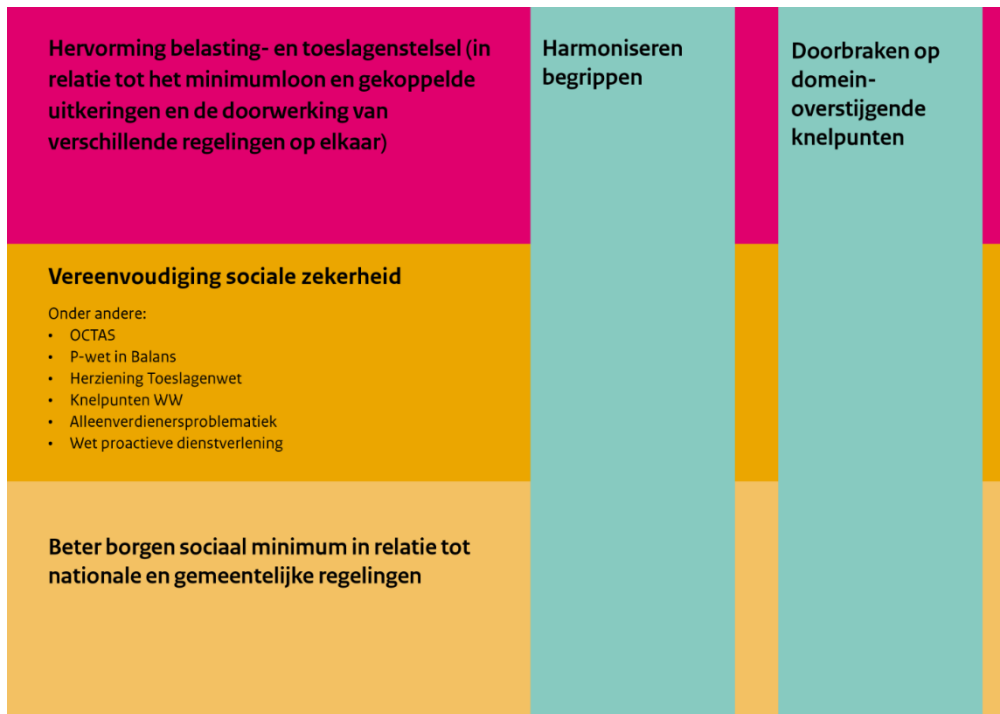 Hervorming belasting- en toeslagenstelsel (in
relatie tot het minimumloon en gekoppelde
uitkeringen en de doorwerking van
verschillende regelingen op elkaar)
Harmoniseren
begrippen
Doorbraken op
domein-
overstijgende
knelpunten
Vereenvoudiging sociale zekerheid
Onder andere:
• OCTAS
• P-wet in Balans
• Herziening Toeslagenwet
• Knelpunten WW
• Alleenverdienersproblematiek
• Wet proactieve dienstverlening
Beter borgen sociaal minimum in relatie tot
nationale en gemeentelijke regelingen